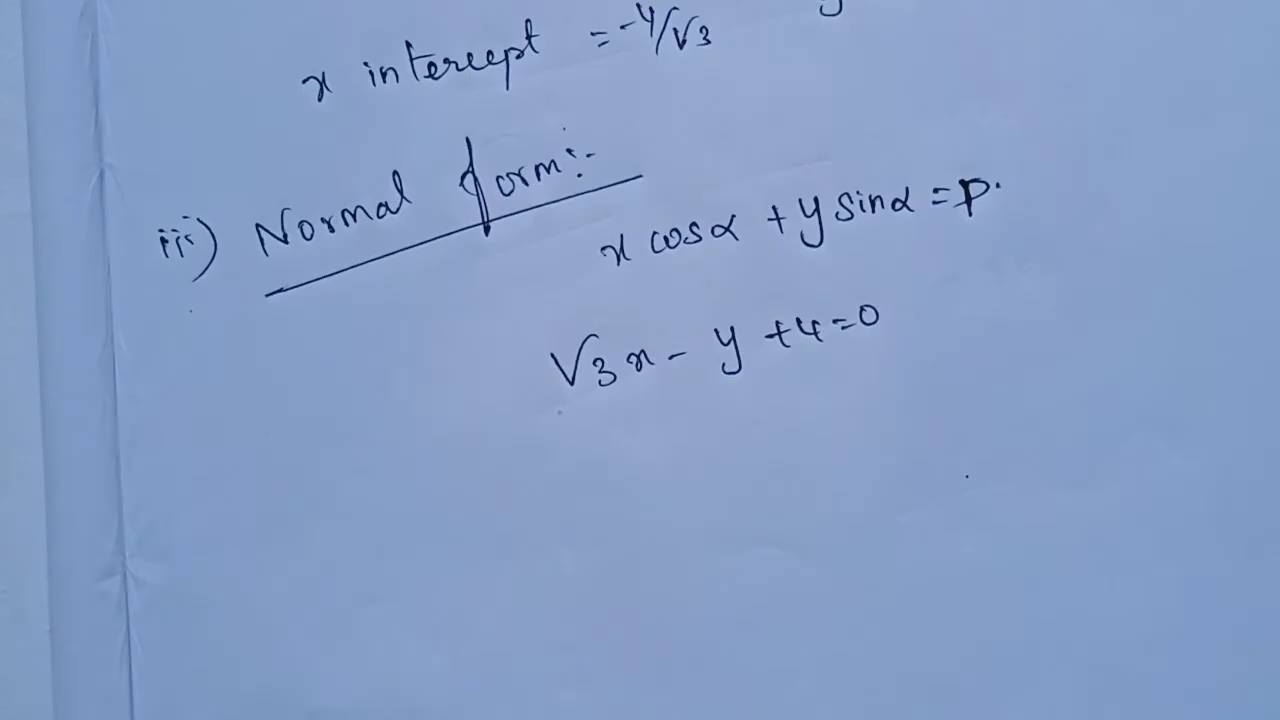 x intercept = -4/√3
iii) Normal form:-
x cosα + y sinα = p.
√3x - y + 4 = 0